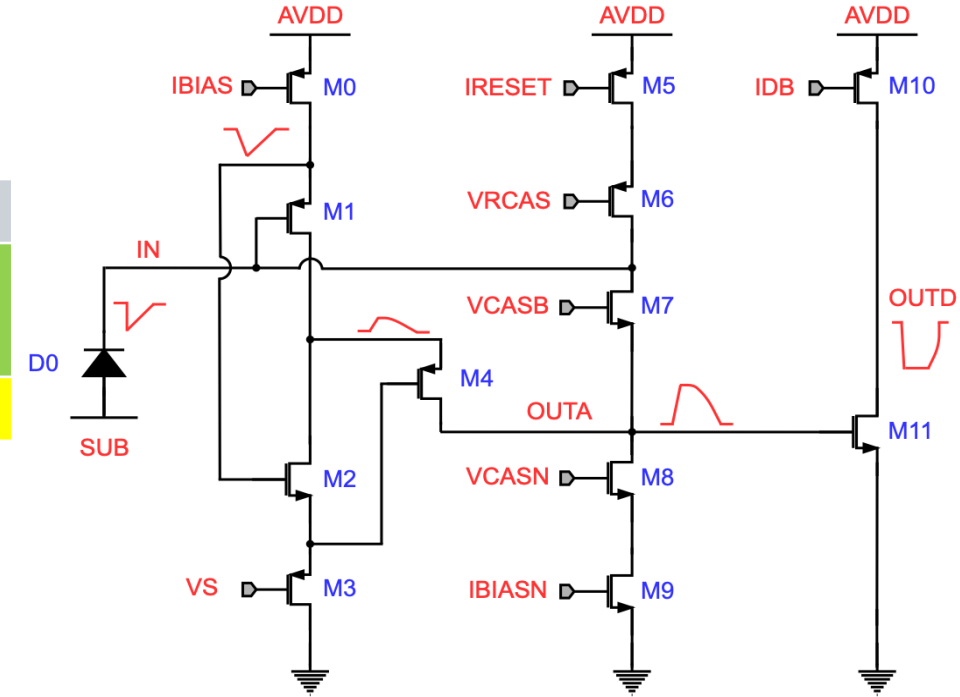 AVDD
AVDD
AVDD
IBIAS
M0
IRESET
M5
IDB
M10
M1
VRCAS
M6
IN
VCASB
M7
OUTD
D0
M4
SUB
OUTA
M11
M2
VCASN
M8
VS
M3
IBIASN
M9